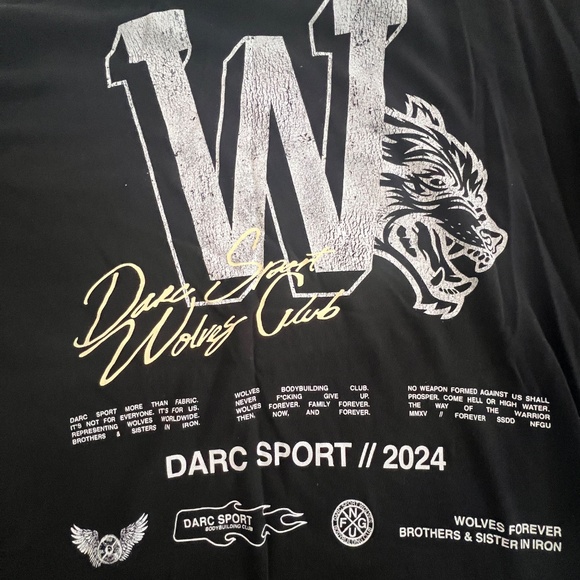 W
Darc Sport
Wolves Club
DARC SPORT MORE THAN FABRIC.
IT'S NOT FOR EVERYONE. IT'S FOR US.
REPRESENTING WOLVES WORLDWIDE.
BROTHERS & SISTERS IN IRON.
WOLVES BODYBUILDING CLUB.
NEVER F*CKING GIVE UP.
WOLVES FOREVER. FAMILY FOREVER.
THEN, NOW, AND FOREVER.
NO WEAPON FORMED AGAINST US SHALL
PROSPER. COME HELL OR HIGH WATER.
THE WAY OF THE WARRIOR
MMXV // FOREVER SSDD NFGU
DARC SPORT // 2024
DARC SPORT
BODYBUILDING CLUB
N
F G
U
WOLVES FOREVER
BROTHERS & SISTER IN IRON